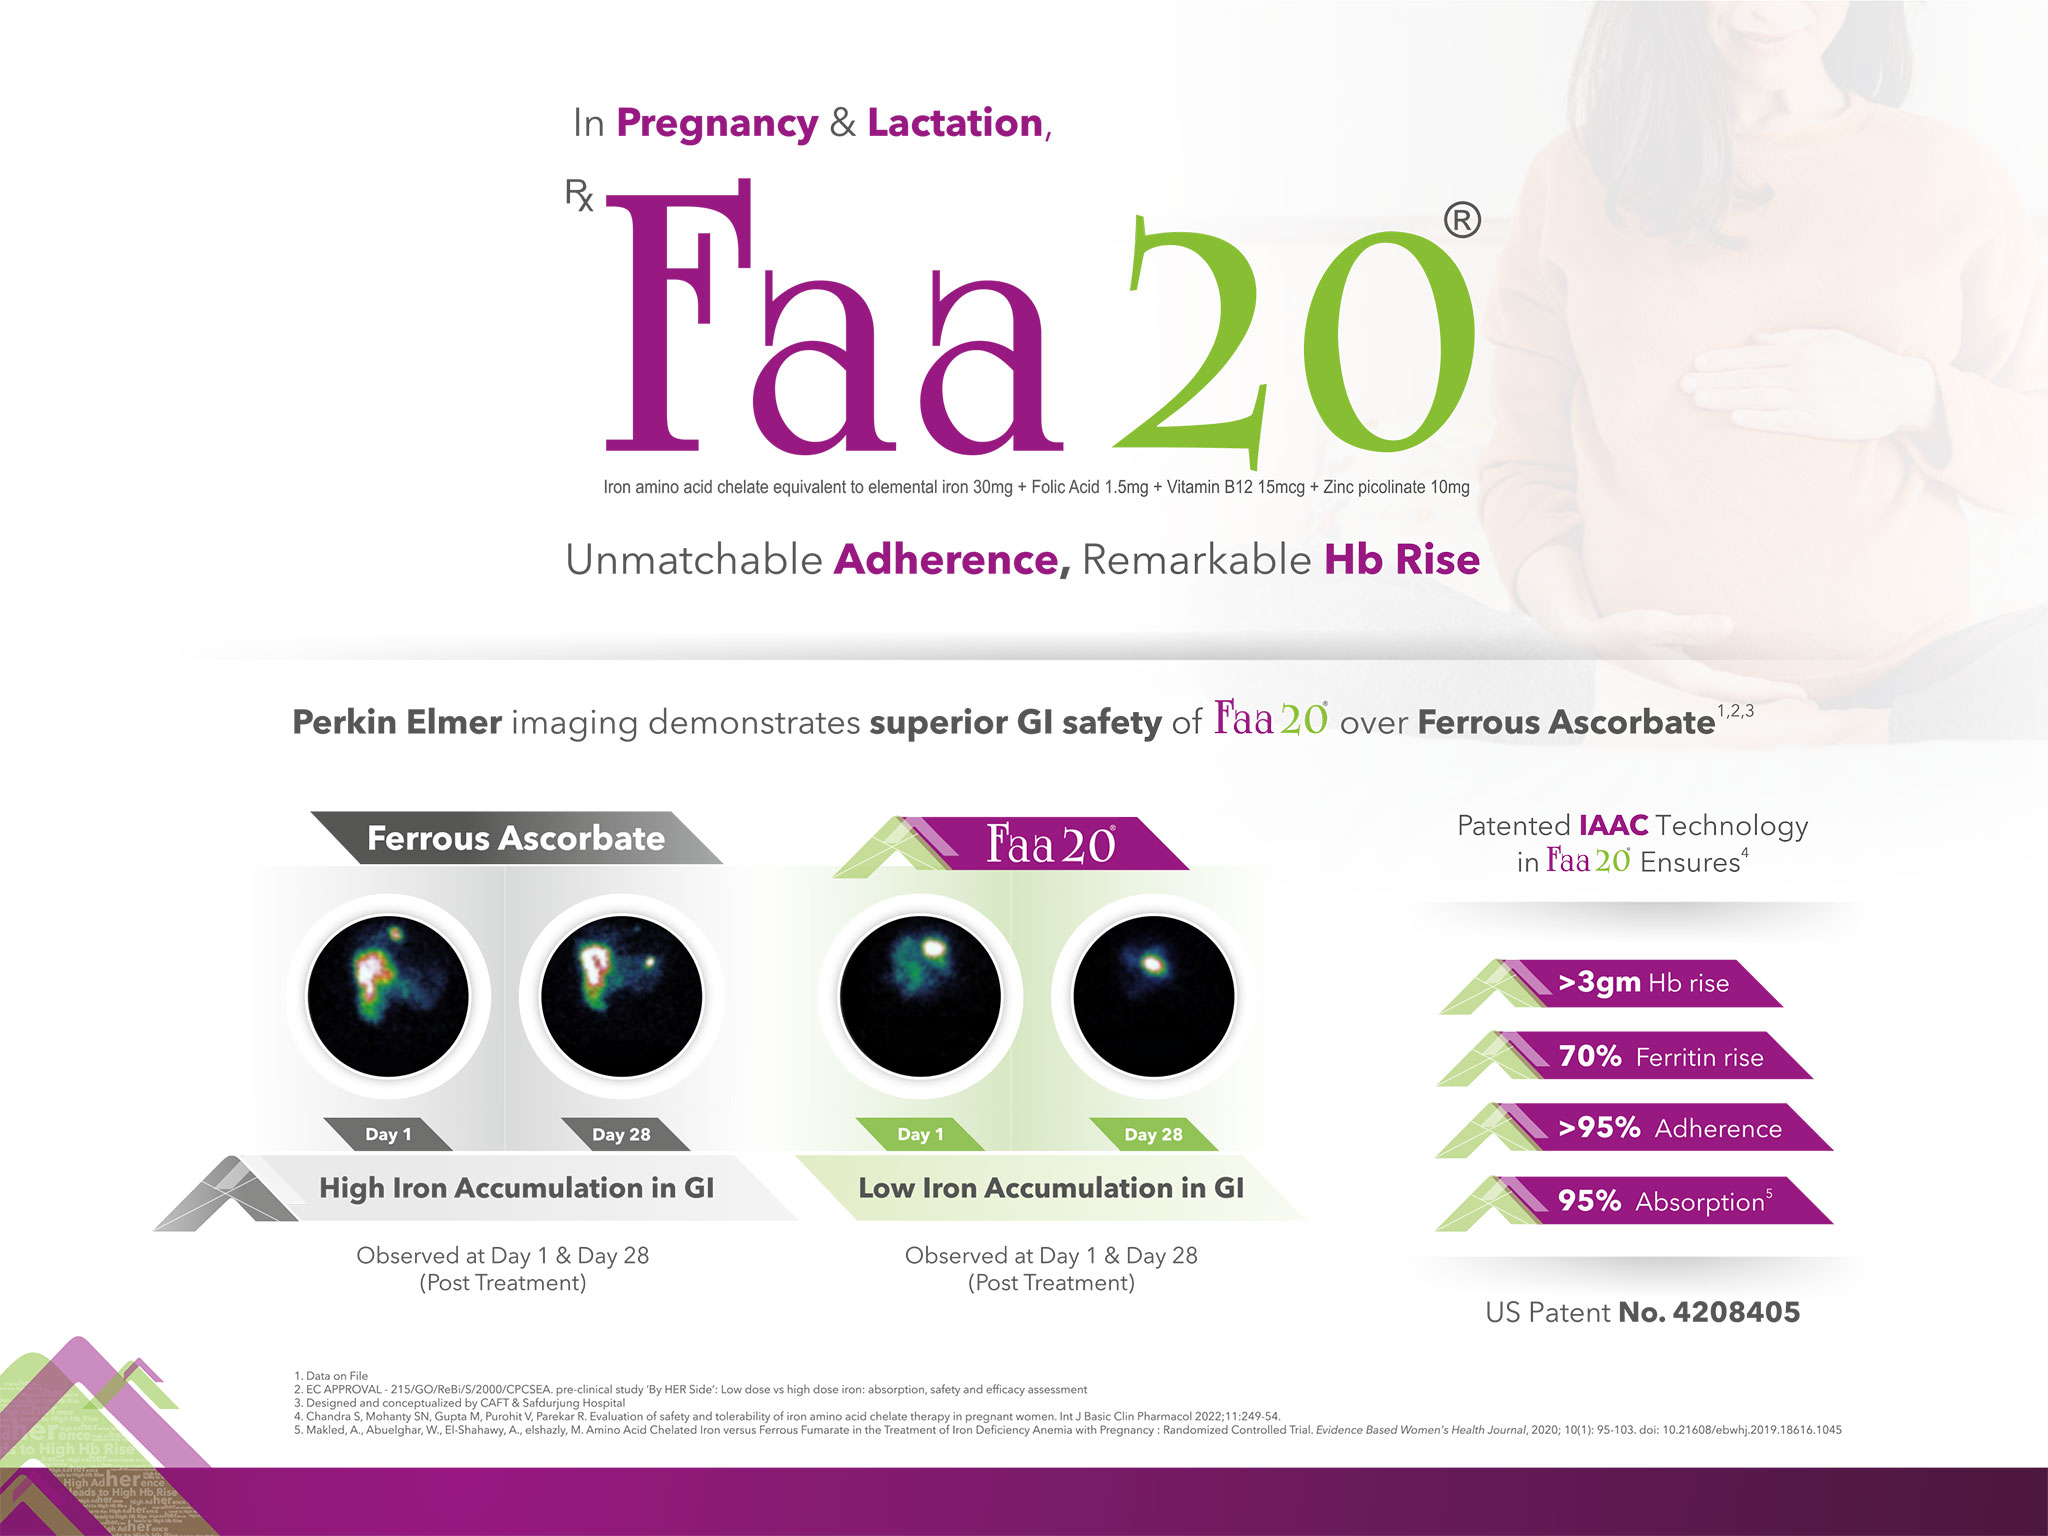 In Pregnancy & Lactation,
Rx Faa 20®
Iron amino acid chelate equivalent to elemental iron 30mg + Folic Acid 1.5mg + Vitamin B12 15mcg + Zinc picolinate 10mg
Unmatchable Adherence, Remarkable Hb Rise
Perkin Elmer imaging demonstrates superior GI safety of Faa 20® over Ferrous Ascorbate1,2,3
Ferrous Ascorbate
Day 1
Day 28
High Iron Accumulation in GI
Observed at Day 1 & Day 28
(Post Treatment)
Faa 20®
Day 1
Day 28
Low Iron Accumulation in GI
Observed at Day 1 & Day 28
(Post Treatment)
Patented IAAC Technology
in Faa 20® Ensures4
>3gm Hb rise
70% Ferritin rise
>95% Adherence
95% Absorption5
US Patent No. 4208405
1. Data on File
2. EC APPROVAL - 215/GO/ReBi/S/2000/CPCSEA. pre-clinical study 'By HER Side': Low dose vs high dose iron: absorption, safety and efficacy assessment
3. Designed and conceptualized by CAFT & Safdurjung Hospital
4. Chandra S, Mohanty SN, Gupta M, Purohit V, Parekar R. Evaluation of safety and tolerability of iron amino acid chelate therapy in pregnant women. Int J Basic Clin Pharmacol 2022;11:249-54.
5. Makled, A., Abuelghar, W., El-Shahawy, A., elshazly, M. Amino Acid Chelated Iron versus Ferrous Fumarate in the Treatment of Iron Deficiency Anemia with Pregnancy : Randomized Controlled Trial. Evidence Based Women's Health Journal, 2020; 10(1): 95-103. doi: 10.21608/ebwhj.2019.18616.1045
to High Hb Rise
High Adherence
leads to High Hb Rise